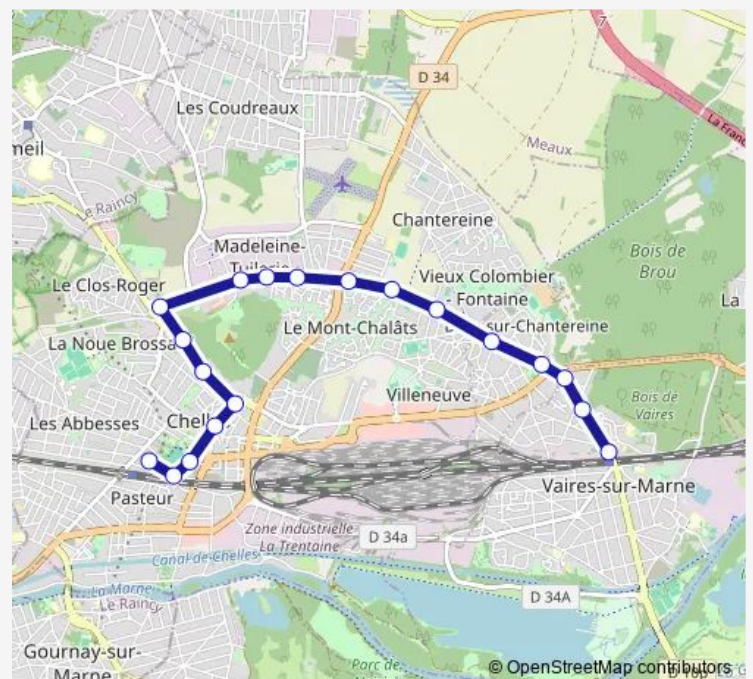 7
D 34
Les Coudreaux
La Franc
meil
Meaux
Le Raincy
Chantereine
Madeleine-
Tuilerie
Bois de
Brou
Le Clos-Roger
Vieux Colombier
Fontaine
La
Le Mont-Chalâts
sur-Chantereine
La Noue Brossa
Villeneuve
Bois de
Vaires
Les Abbesses
Chell
Pasteur
Vaires-sur-Marne
Zone industrielle
La Trentaine
D 34a
Canal de Chelles
La Marne
Le Raincy
D 34A
Gournay-sur-
Marne
Parc de
© OpenStreetMap contributors